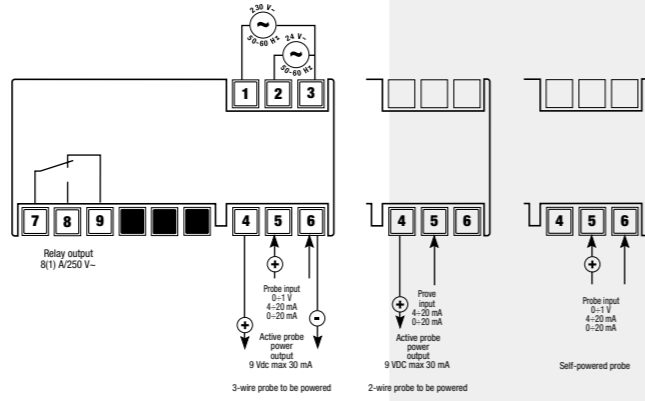 230 V~
50-60 Hz
24 V~
50-60 Hz
1 2 3
7 8 9 4 5 6
4 5 6
4 5 6
Relay output
8(1) A/250 V~
+
Probe input
0÷1 V
4÷20 mA
0÷20 mA
+
-
Active probe
power
output
9 Vdc max 30 mA
3-wire probe to be powered
Prove
input
4÷20 mA
0÷20 mA
+
Active probe
power
output
9 VDC max 30 mA
2-wire probe to be powered
+
Probe input
0÷1 V
4÷20 mA
0÷20 mA
Self-powered probe